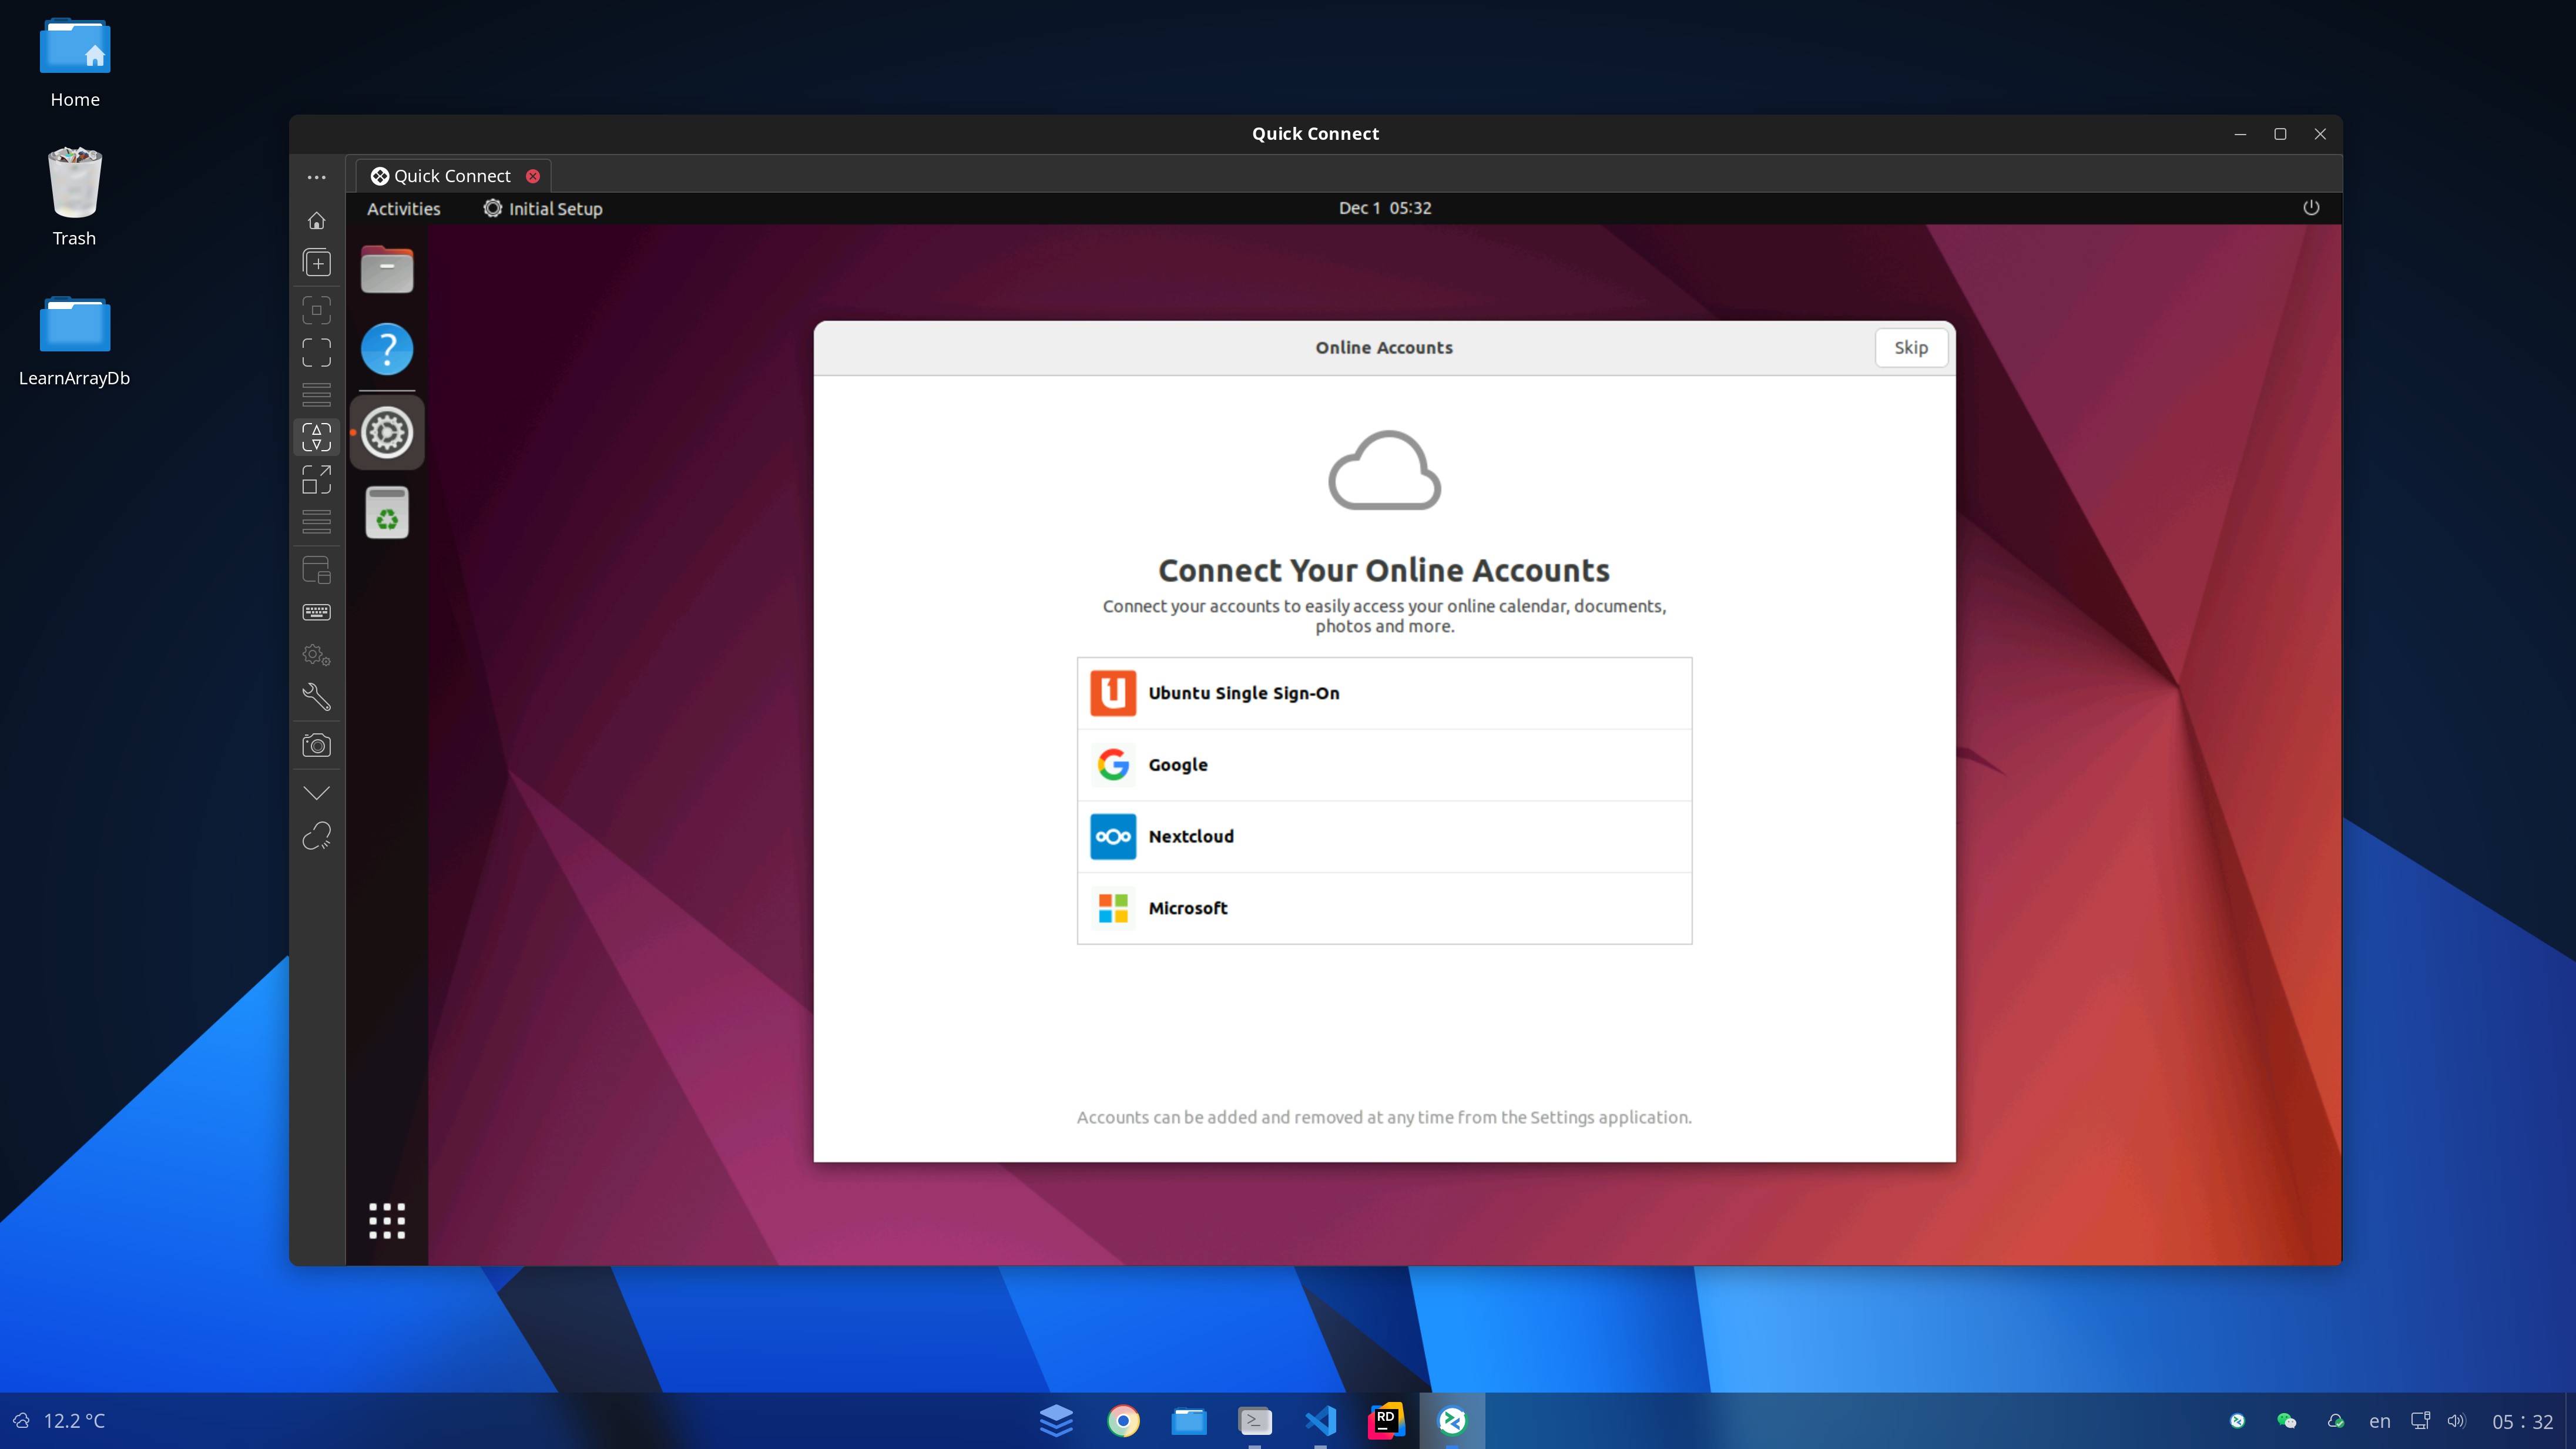 Home
Trash
LearnArrayDb
Quick Connect
Quick Connect
Activities
Initial Setup
Dec 1 05:32
Online Accounts
Skip
Connect Your Online Accounts
Connect your accounts to easily access your online calendar, documents,
photos and more.
Ubuntu Single Sign-On
Google
Nextcloud
Microsoft
Accounts can be added and removed at any time from the Settings application.
12.2 °C
RD
en
05 : 32